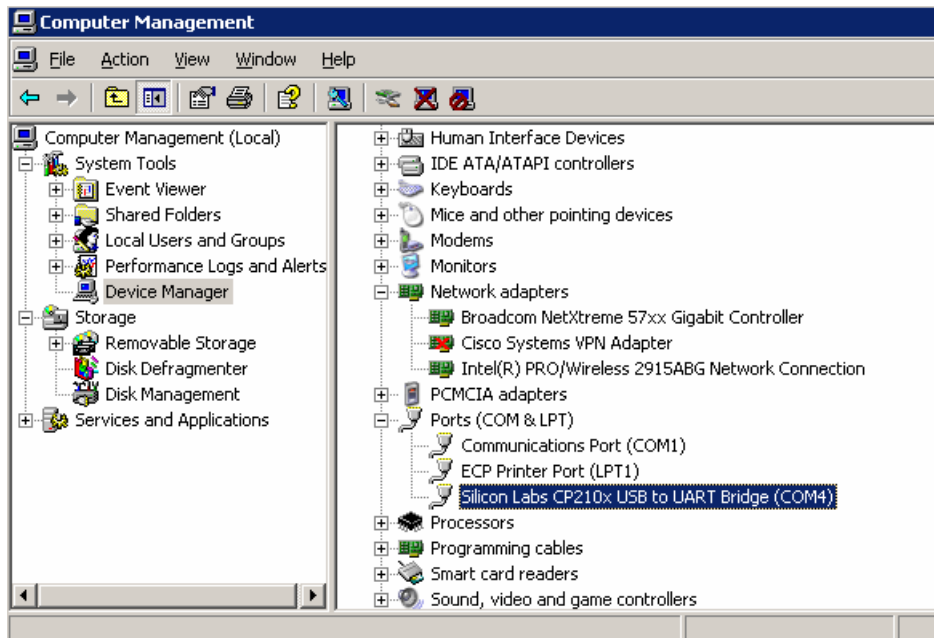 Computer Management
File Action View Window Help
Computer Management (Local)
System Tools
Event Viewer
Shared Folders
Local Users and Groups
Performance Logs and Alerts
Device Manager
Storage
Removable Storage
Disk Defragmenter
Disk Management
Services and Applications
Human Interface Devices
IDE ATA/ATAPI controllers
Keyboards
Mice and other pointing devices
Modems
Monitors
Network adapters
Broadcom NetXtreme 57xx Gigabit Controller
Cisco Systems VPN Adapter
Intel(R) PRO/Wireless 2915ABG Network Connection
PCMCIA adapters
Ports (COM & LPT)
Communications Port (COM1)
ECP Printer Port (LPT1)
Silicon Labs CP210x USB to UART Bridge (COM4)
Processors
Programming cables
Smart card readers
Sound, video and game controllers